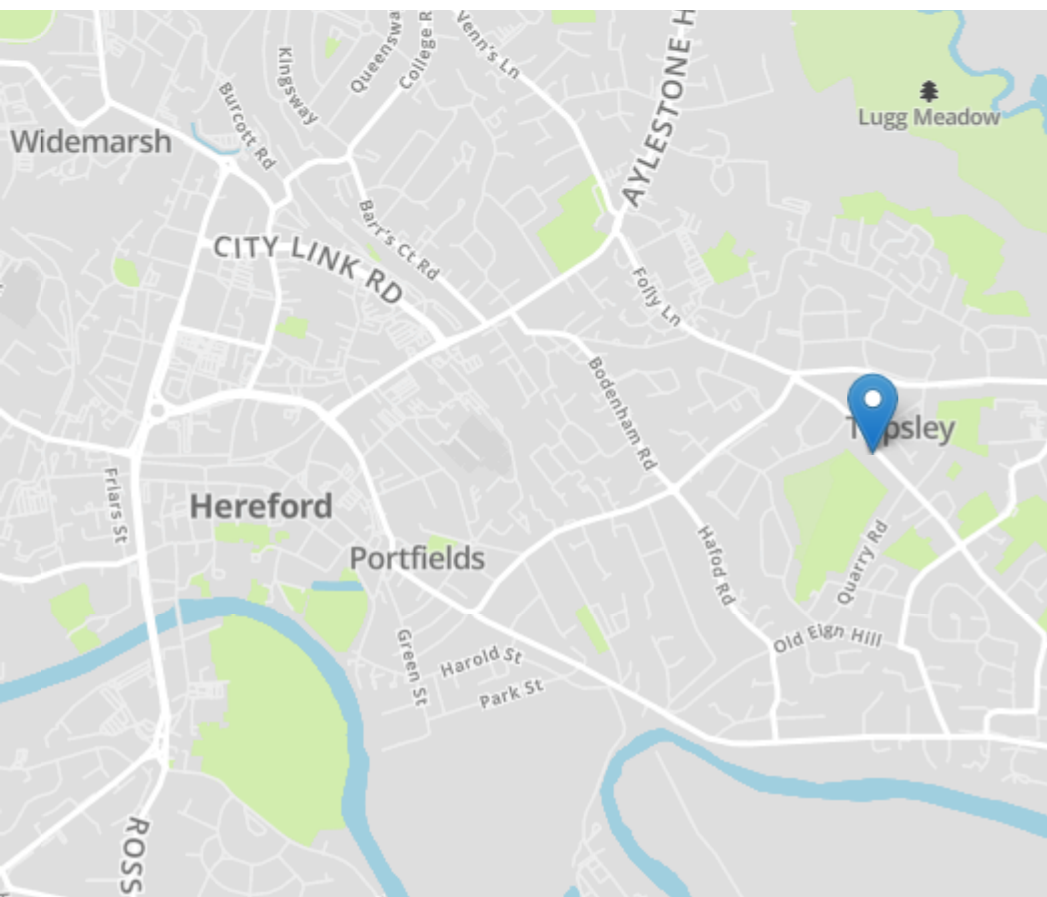 Venn's Ln
College R
Queenswa
Kingsway
AYLESTONE H
Burcott Rd
Lugg Meadow
Widemarsh
Barr's Ct Rd
CITY LINK RD
Folly Ln
Bodenham Rd
psley
Friars St
Hereford
Portfields
Hafod Rd
Quarry Rd
Old Eign Hill
Green St
Harold St
Park St
ROSS